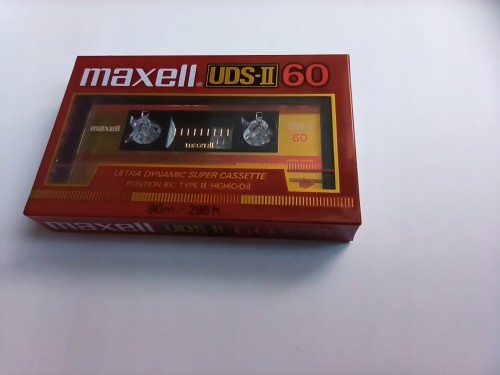 maxell® UDS-II 60
maxell
60
maxell
ULTRA DYNAMIC SUPER CASSETTE
POSITION IEC TYPE II · HIGH(CrO2)
90m / 295 ft
maxell UDS-II 60